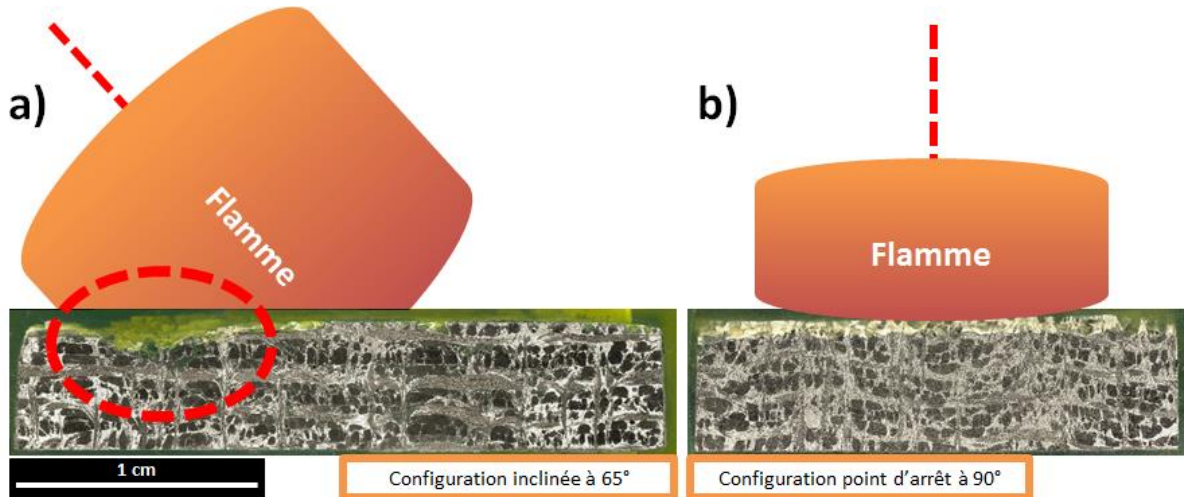 a)
Flamme
b)
Flamme
1 cm
Configuration inclinée à 65°
Configuration point d'arrêt à 90°